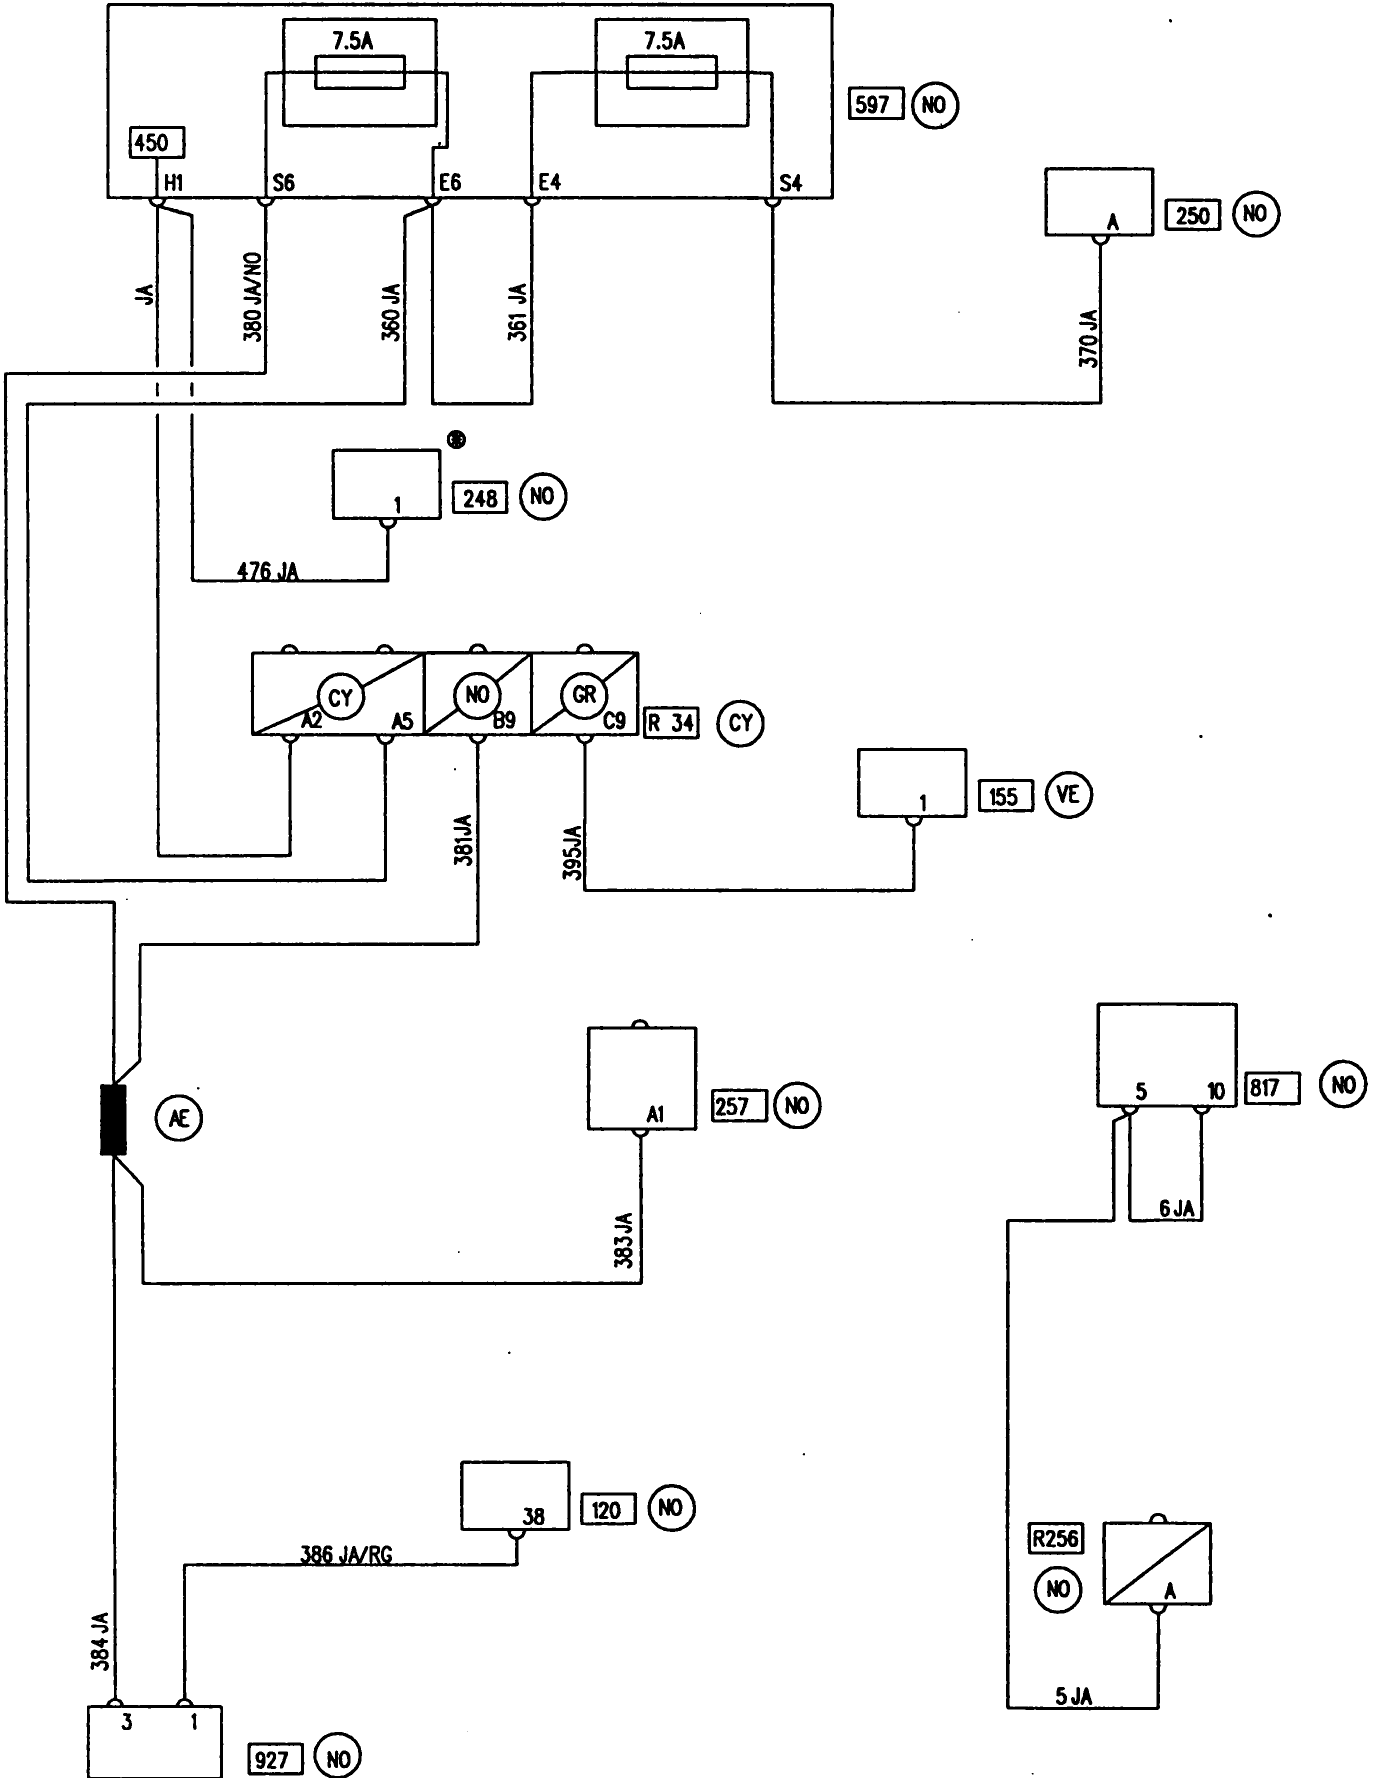 7.5A
7.5A
597 NO
450
H1 S6 E6 E4 S4
A
250 NO
JA
380 JA/NO
360 JA
361 JA
370 JA
1
248 NO
476 JA
CY NO GR
A2 A5 B9 C9
R 34 CY
1
155 VE
381JA
395JA
AE
A1
257 NO
5 10
817 NO
383JA
6 JA
38
120 NO
386 JA/RG
R256
NO
A
384 JA
5 JA
3 1
927 NO